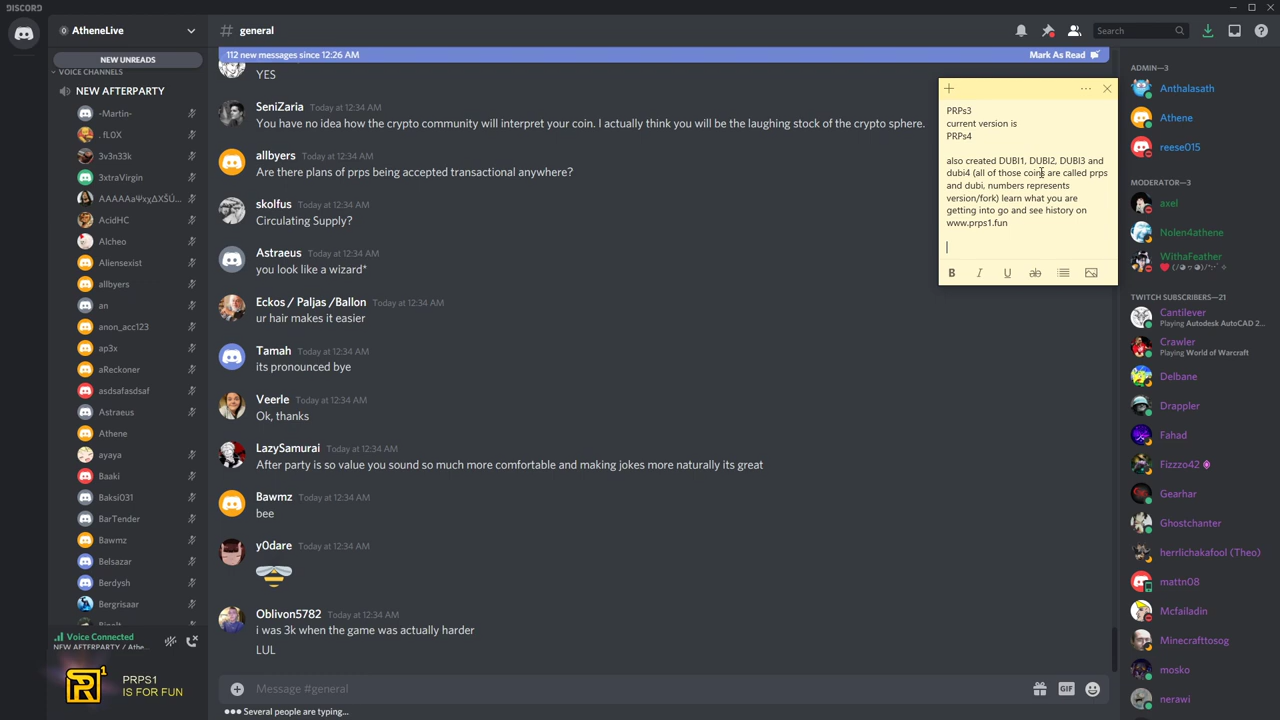 DISCORD
AtheneLive
NEW UNREADS
VOICE CHANNELS
NEW AFTERPARTY
-Martin-
. fL0X
3v3n33k
3xtraVirgin
AcidHC
Alcheo
Aliensexist
allbyers
an
anon_acc123
ap3x
aReckoner
asdsafasdsaf
Astraeus
Athene
ayaya
Baaki
Baksi031
BarTender
Bawmz
Belsazar
Berdysh
Bergrisaar
Voice Connected
NEW AFTERPARTY / Athe...
PRPS1
IS FOR FUN
# general
Search
112 new messages since 12:26 AM
Mark As Read
YES
SeniZaria Today at 12:34 AM
You have no idea how the crypto community will interpret your coin. I actually think you will be the laughing stock of the crypto sphere.
allbyers Today at 12:34 AM
Are there plans of prps being accepted transactional anywhere?
skolfus Today at 12:34 AM
Circulating Supply?
Astraeus Today at 12:34 AM
you look like a wizard*
Eckos / Paljas /Ballon Today at 12:34 AM
ur hair makes it easier
Tamah Today at 12:34 AM
its pronounced bye
Veerle Today at 12:34 AM
Ok, thanks
LazySamurai Today at 12:34 AM
After party is so value you sound so much more comfortable and making jokes more naturally its great
Bawmz Today at 12:34 AM
bee
y0dare Today at 12:34 AM
Oblivon5782 Today at 12:34 AM
i was 3k when the game was actually harder
LUL
Message #general
GIF
Several people are typing...
PRPs3
current version is
PRPs4
also created DUBI1, DUBI2, DUBI3 and
dubi4 (all of those coins are called prps
and dubi, numbers represents
version/fork) learn what you are
getting into go and see history on
www.prps1.fun
B I U ab
ADMIN—3
Anthalasath
Athene
reese015
MODERATOR—3
axel
Nolen4athene
WithaFeather
TWITCH SUBSCRIBERS—21
Cantilever
Playing Autodesk AutoCAD 2...
Crawler
Playing World of Warcraft
Delbane
Drappler
Fahad
Fizzzo42
Gearhar
Ghostchanter
herrlichakafool (Theo)
mattn08
Mcfailadin
Minecrafttosog
mosko
nerawi